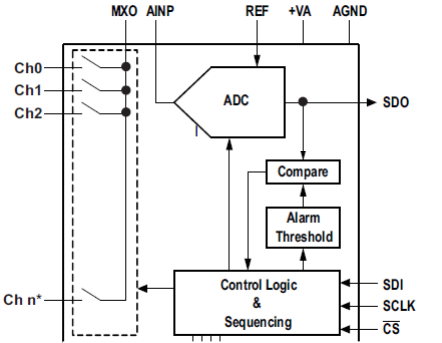 MXO AINP REF +VA AGND
Ch0
Ch1
Ch2
ADC
SDO
Compare
Alarm
Threshold
Ch n*
Control Logic
&
Sequencing
SDI
SCLK
CS